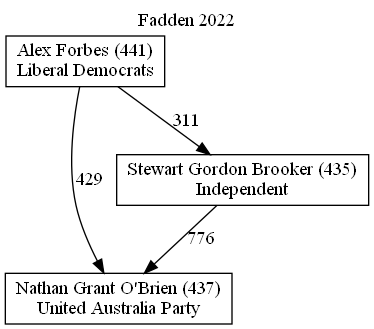 Fadden 2022
Alex Forbes (441)
Liberal Democrats
311
Stewart Gordon Brooker (435)
Independent
429
776
Nathan Grant O'Brien (437)
United Australia Party